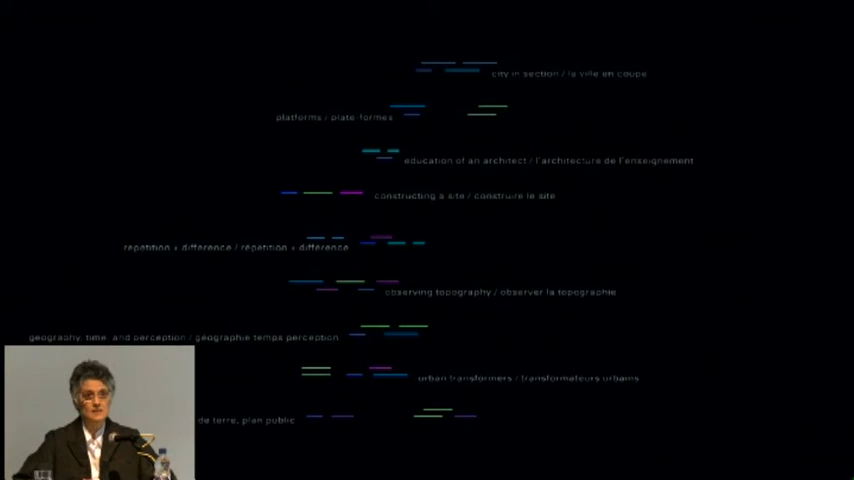 city in section / la ville en coupe
platforms / plate-formes
education of an architect / l'architecture de l'enseignement
constructing a site / construire le site
repetition + difference / répétition + différence
observing topography / observer la topographie
geography, time, and perception / géographie temps perception
urban transformers / transformateurs urbains
de terre, plan public